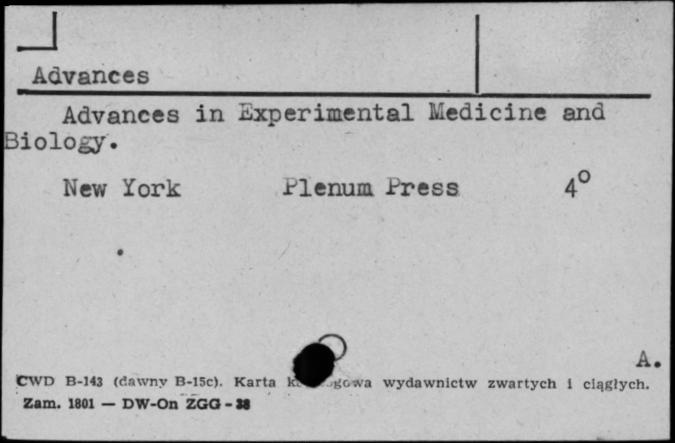 Advances
Advances in Experimental Medicine and
Biology.
New York Plenum Press 4º
A.
CWD B-143 (dawny B-15c). Karta wydawnictw zwartych i ciągłych.
Zam. 1801 — DW-On ZGG - 38